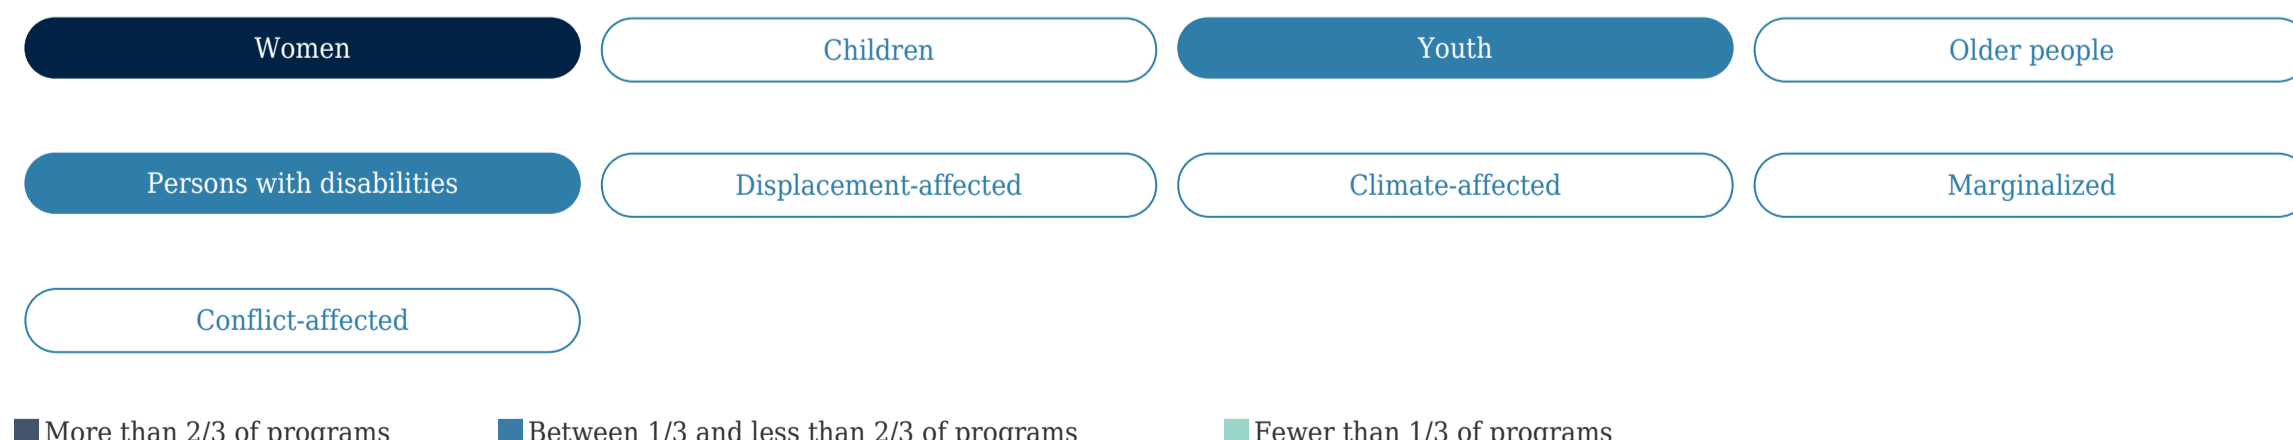 Women Children Youth Older people
Persons with disabilities Displacement-affected Climate-affected Marginalized
Conflict-affected
More than 2/3 of programs Between 1/3 and less than 2/3 of programs Fewer than 1/3 of programs